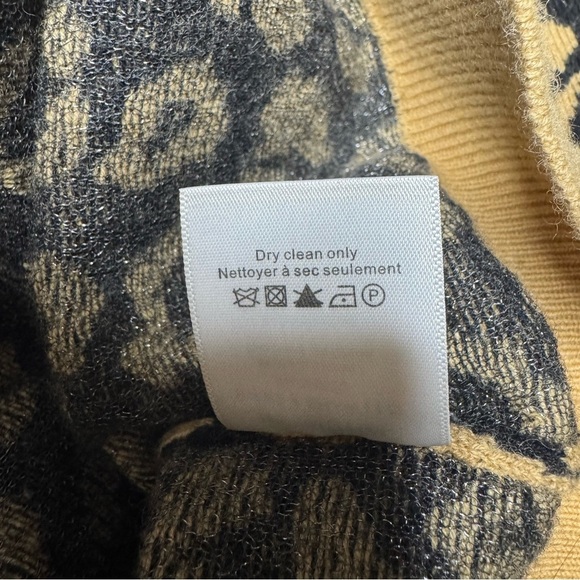 Dry clean only
Nettoyer à sec seulement
P